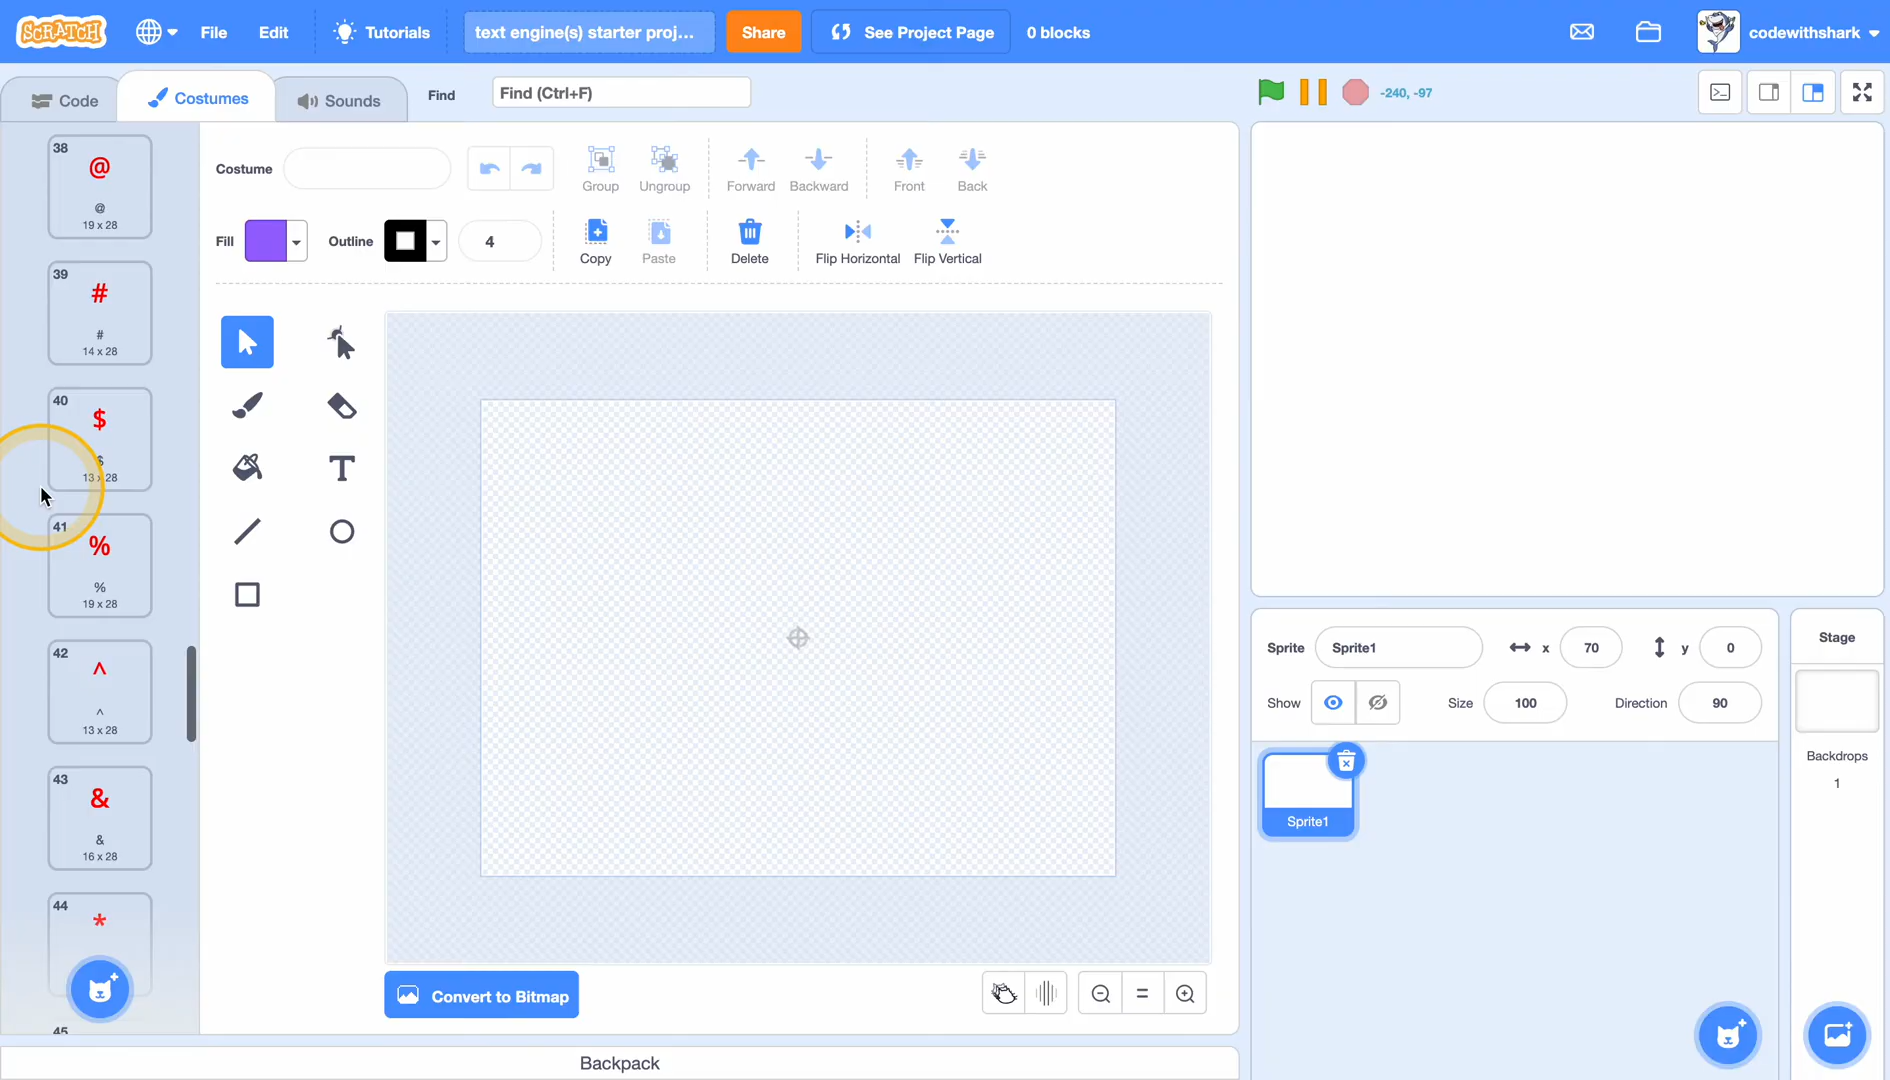 SCRATCH
File
Edit
Tutorials
text engine(s) starter proj...
Share
See Project Page
0 blocks
codewithshark
Code
Costumes
Sounds
Find
Find (Ctrl+F)
-240, -97
38
@
@
19 x 28
39
#
#
14 x 28
40
$
$
13 x 28
41
%
%
19 x 28
42
^
^
13 x 28
43
&
&
16 x 28
44
*
45
Costume
Group
Ungroup
Forward
Backward
Front
Back
Fill
Outline
4
Copy
Paste
Delete
Flip Horizontal
Flip Vertical
T
Convert to Bitmap
Backpack
Sprite
Sprite1
x
70
y
0
Show
Size
100
Direction
90
Sprite1
Stage
Backdrops
1